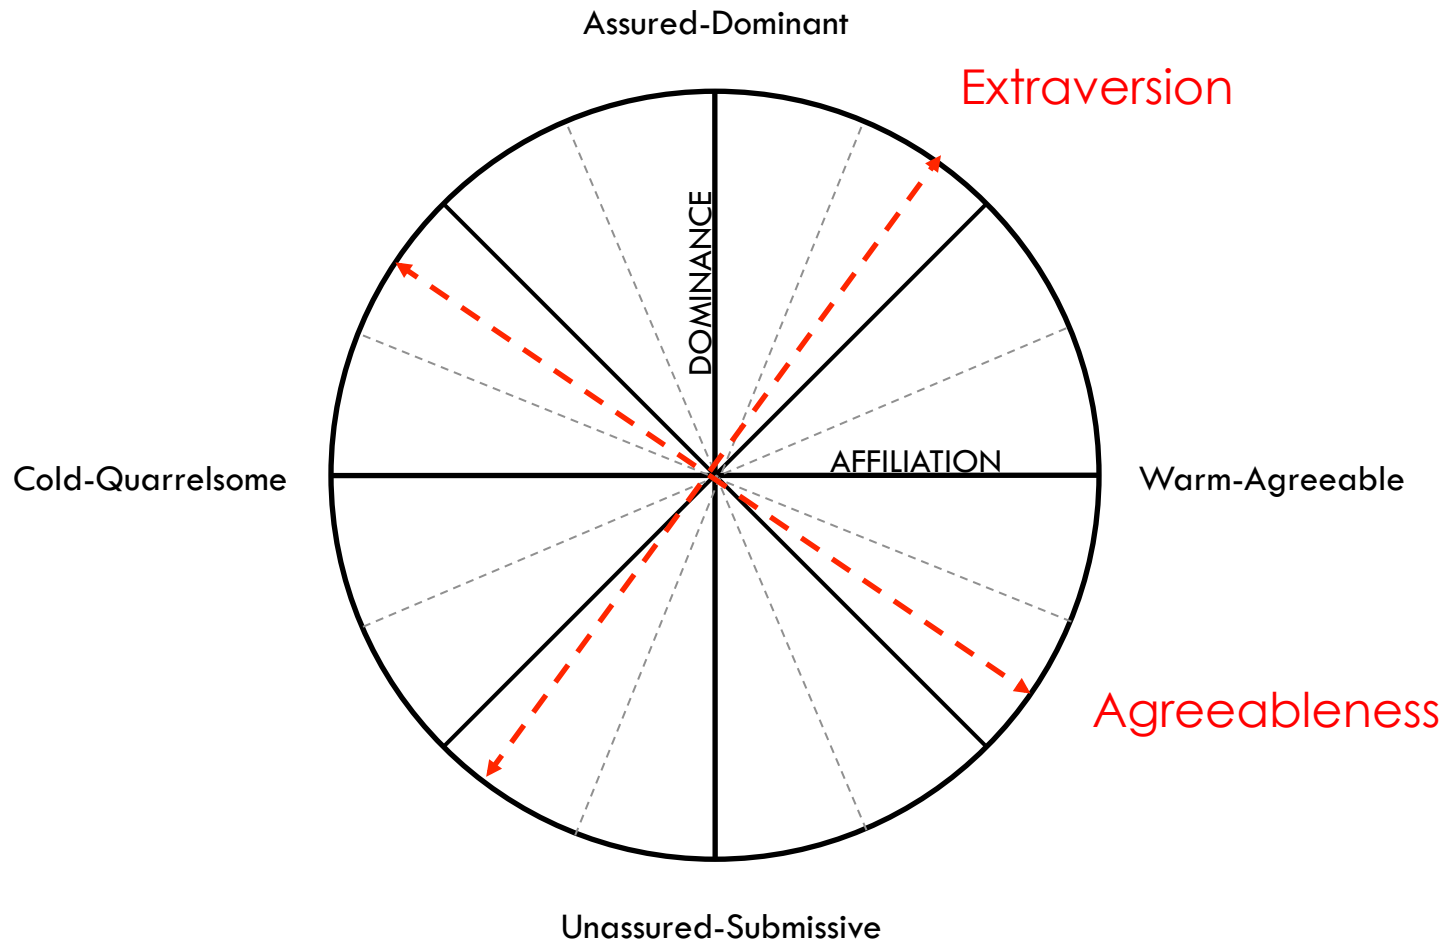 Assured-Dominant
Extraversion
DOMINANCE
AFFILIATION
Cold-Quarrelsome
Warm-Agreeable
Agreeableness
Unassured-Submissive